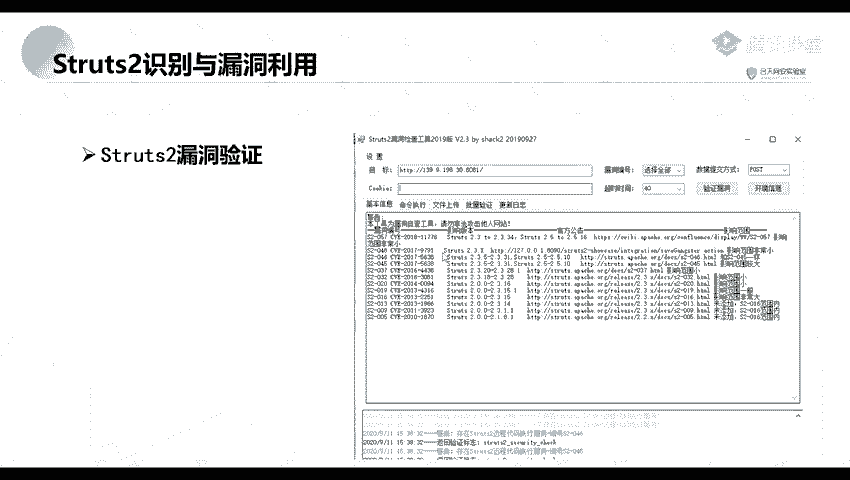 Struts2识别与漏洞利用
合天网安实验室
➢Struts2漏洞验证
Struts2漏洞检查工具2019版 V2.3 by shack2 20190927
设 置
目 标: 漏洞编号: 选择全部 数据提交方式: POST
Cookie: 超时时间: 40 验证漏洞 环境信息
基本信息 命令执行 文件上传 批量验证 更新日志
警告:
本工具为漏洞自查工具，请勿非法攻击他人网站!
漏洞编号 影响版本 官方公告 影响范围
S2-057 CVE-2018-11776 Struts 2.3 to 2.3.34, Struts 2.5 to 2.5.16 https://cwiki.apache.org/confluence/display/WW/S2-057 影响
范围非常小
S2-048 CVE-2017-9791 Struts 2.3.X http://127.0.0.1:8090/struts2-showcase/integration/saveGangster.action 影响范围非常小
S2-046 CVE-2017-5638 Struts 2.3.5-2.3.31,Struts 2.5-2.5.10 http://struts.apache.org/docs/s2-046.html 和S2-045一样
S2-045 CVE-2017-5638 Struts 2.3.5-2.3.31,Struts 2.5-2.5.10 http://struts.apache.org/docs/s2-045.html 影响范围较大
S2-037 CVE-2016-4438 Struts 2.3.20-2.3.28.1 http://struts.apache.org/docs/s2-037.html 影响范围小
S2-032 CVE-2016-3081 Struts 2.3.18-2.3.28 http://struts.apache.org/docs/s2-032.html 影响范围小
S2-020 CVE-2014-0094 Struts 2.0.0-2.3.16 http://struts.apache.org/release/2.3.x/docs/s2-020.html 影响范围小
S2-019 CVE-2013-4316 Struts 2.0.0-2.3.15.1 http://struts.apache.org/release/2.3.x/docs/s2-019.html 影响范围一般
S2-016 CVE-2013-2251 Struts 2.0.0-2.3.15 http://struts.apache.org/release/2.3.x/docs/s2-016.html 影响范围非常大
S2-013 CVE-2013-1966 Struts 2.0.0-2.3.14 http://struts.apache.org/release/2.3.x/docs/s2-013.html 未添加，S2-016范围内
S2-009 CVE-2011-3923 Struts 2.0.0-2.3.1.1 http://struts.apache.org/release/2.3.x/docs/s2-009.html 未添加，S2-016范围内
S2-005 CVE-2010-1870 Struts 2.0.0-2.1.8.1 http://struts.apache.org/release/2.2.x/docs/s2-005.html 未添加，S2-016范围内
2020/9/11 15:38:32----警告: 存在Struts2远程代码执行漏洞-编号S2-046
2020/9/11 15:38:32----返回验证标志: struts2_security_check
2020/9/11 15:38:32----警告: 存在Struts2远程代码执行漏洞-编号S2-045